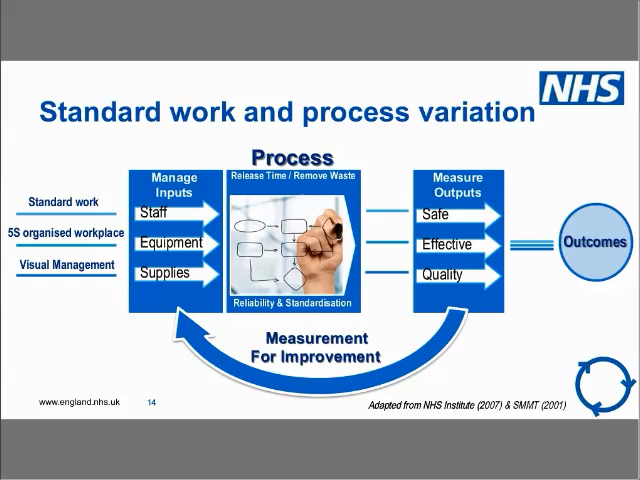 NHS
Standard work and process variation
Process
Manage
Inputs
Release Time / Remove Waste
Measure
Outputs
Standard work
5S organised workplace
Visual Management
Staff
Equipment
Supplies
Reliability & Standardisation
Safe
Effective
Quality
Outcomes
Measurement
For Improvement
www.england.nhs.uk
14
Adapted from NHS Institute (2007) & SMMT (2001)